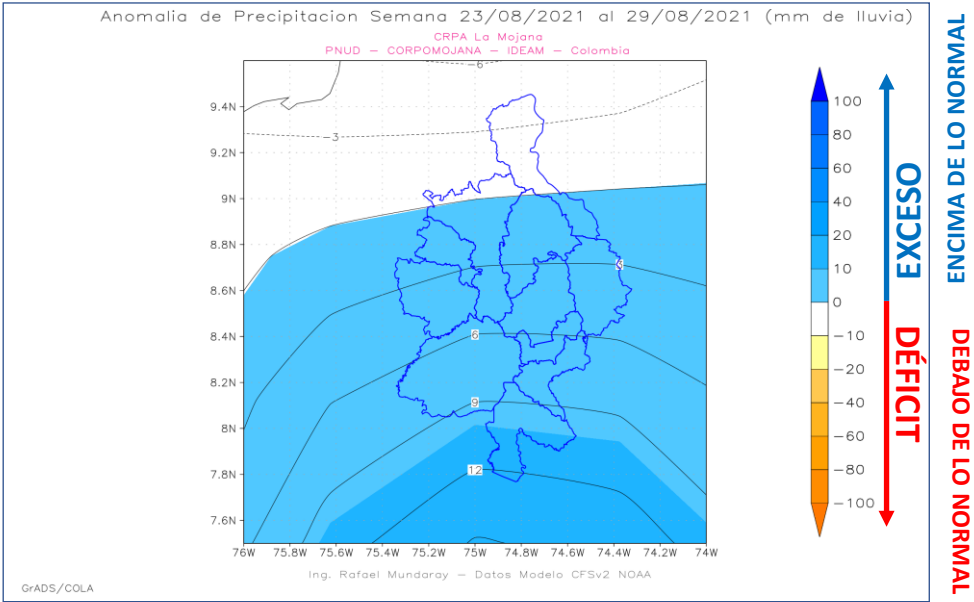 Anomalia de Precipitacion Semana 23/08/2021 al 29/08/2021 (mm de lluvia)
CRPA La Mojana
PNUD – CORPOMOJANA – IDEAM – Colombia
9.4N
9.2N
9N
8.8N
8.6N
8.4N
8.2N
8N
7.8N
7.6N
-6
-3
3
6
9
12
76W 75.8W 75.6W 75.4W 75.2W 75W 74.8W 74.6W 74.4W 74.2W 74W
100
80
60
40
20
10
0
-10
-20
-40
-60
-80
-100
EXCESO
DÉFICIT
ENCIMA DE LO NORMAL
DEBAJO DE LO NORMAL
Ing. Rafael Mundaray – Datos Modelo CFSv2 NOAA
GrADS/COLA